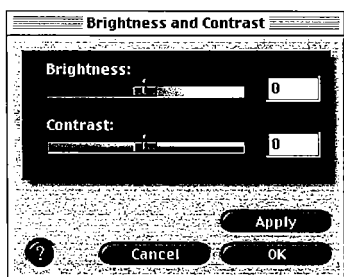 Brightness and Contrast
Brightness:
0
Contrast:
0
Apply
?
Cancel
OK